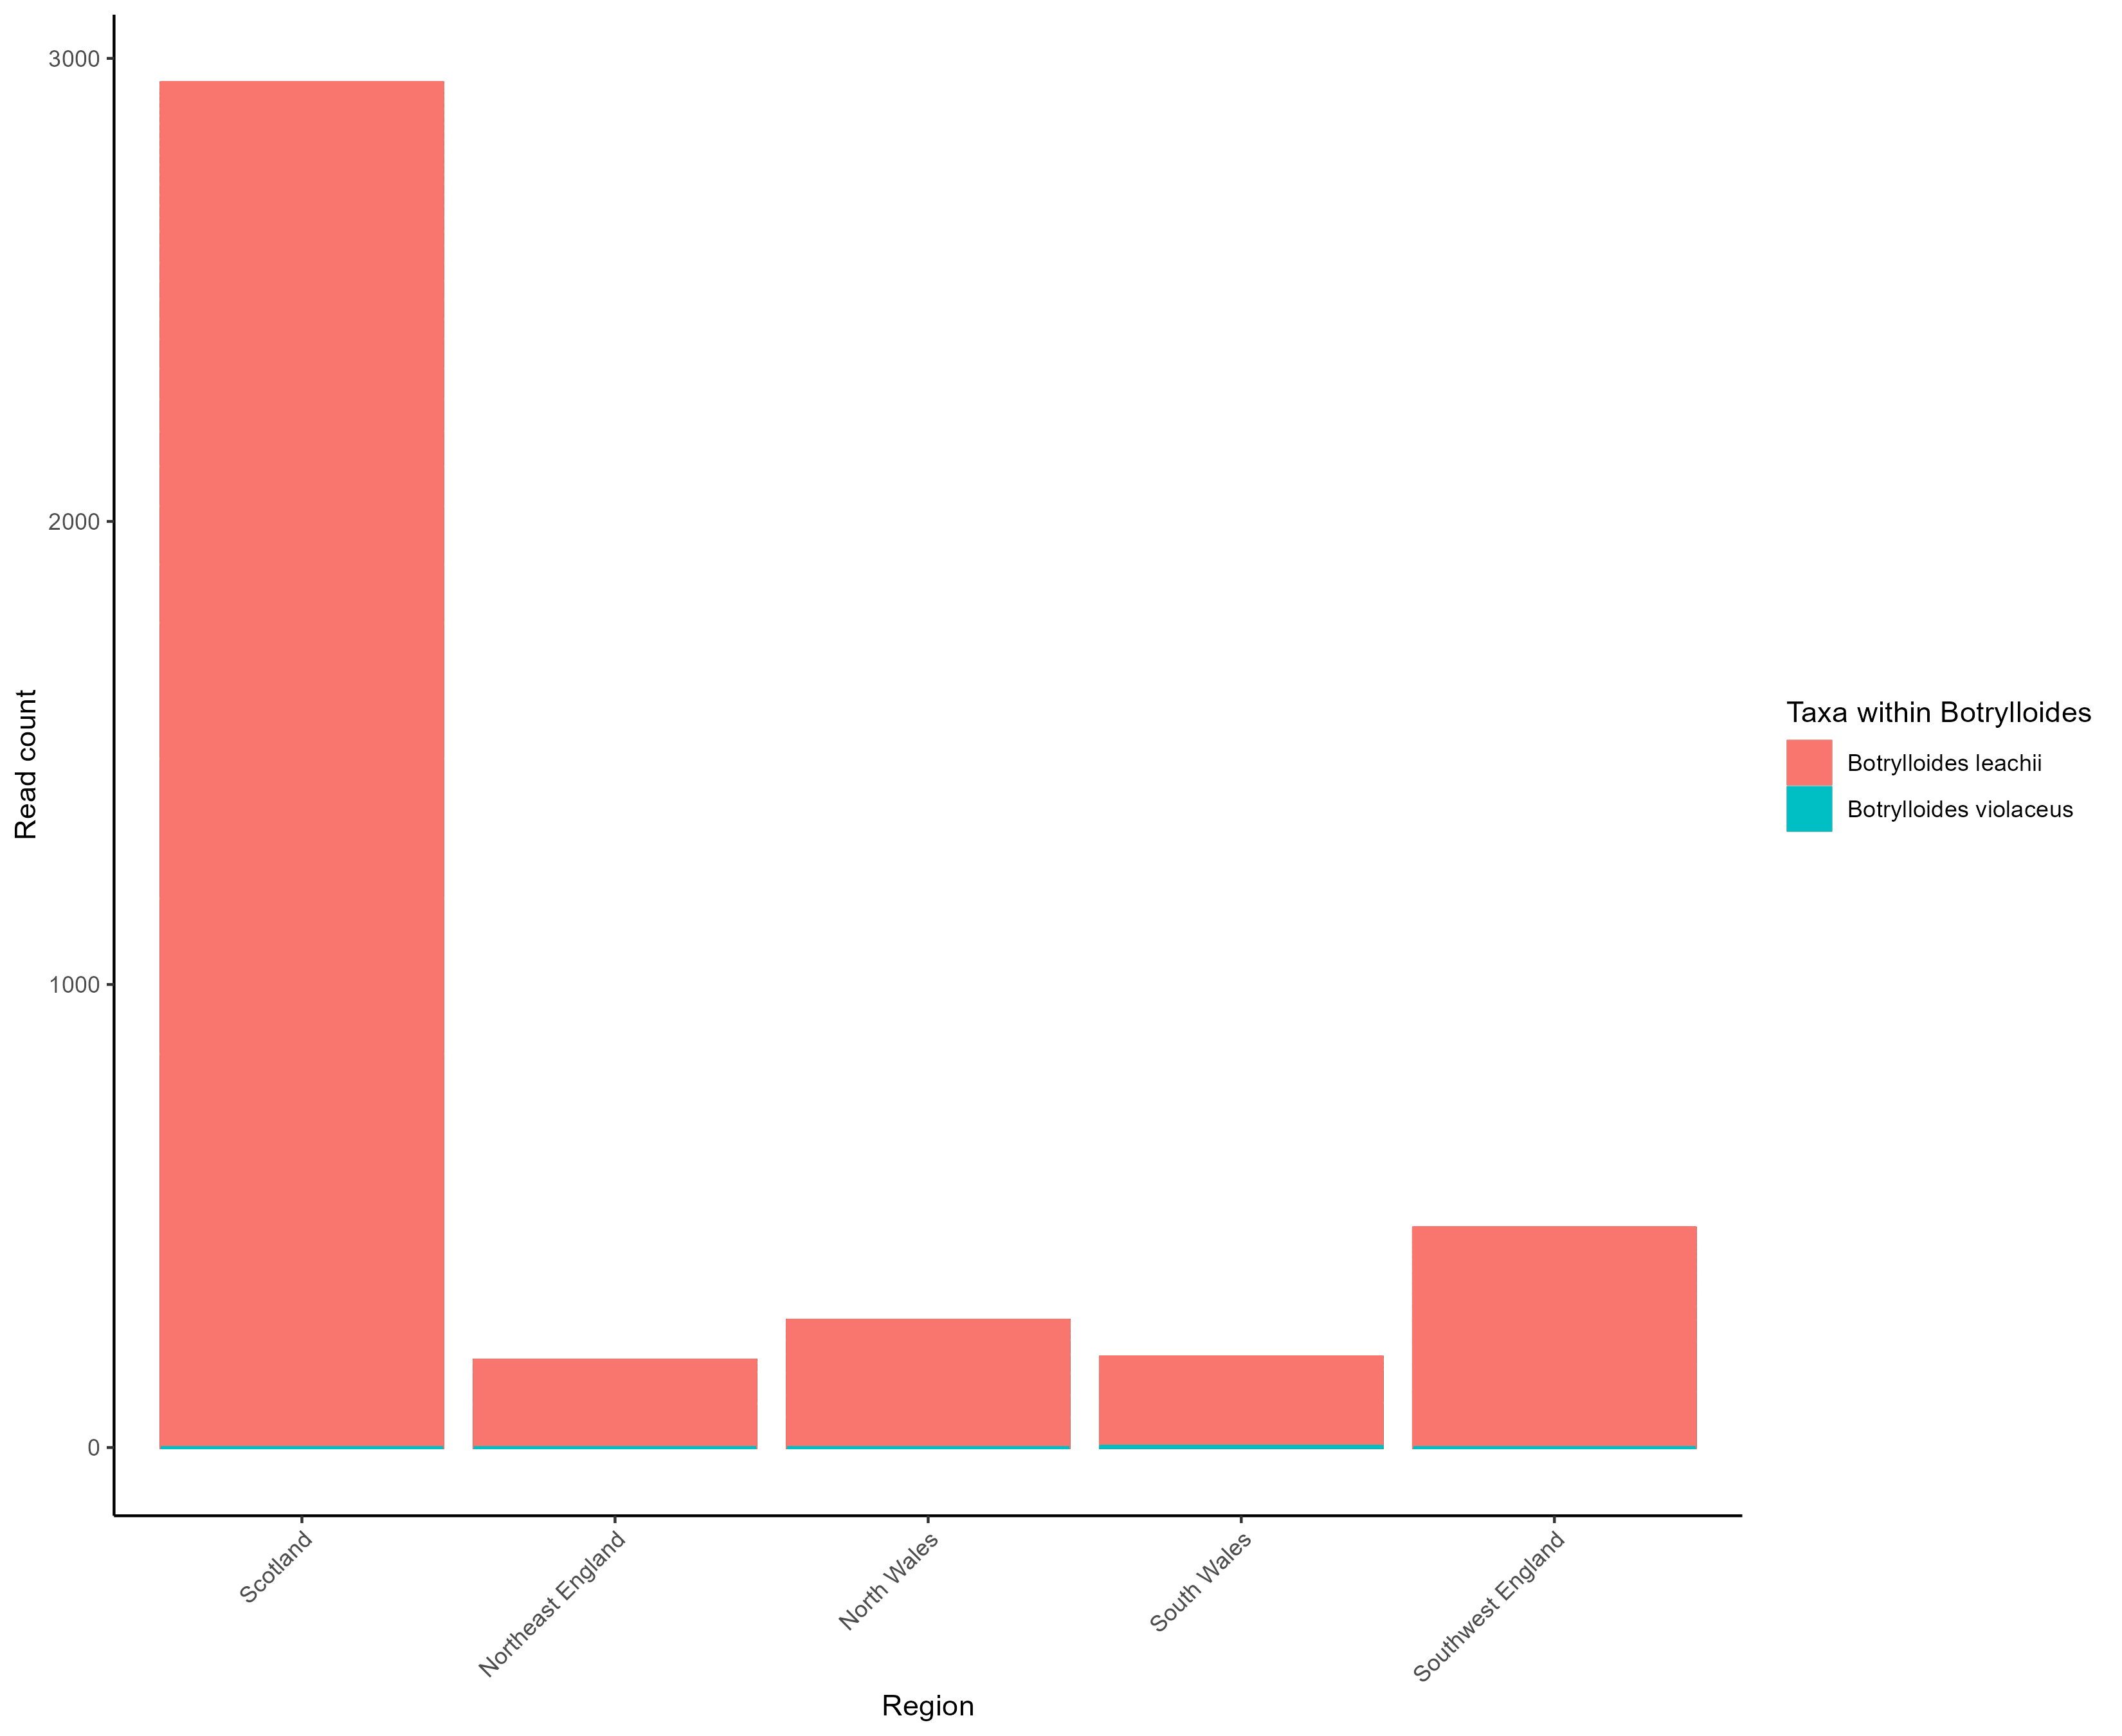 3000
2000
1000
0
Read count
Scotland
Northeast England
North Wales
South Wales
Southwest England
Region
Taxa within Botrylloides
Botrylloides leachii
Botrylloides violaceus